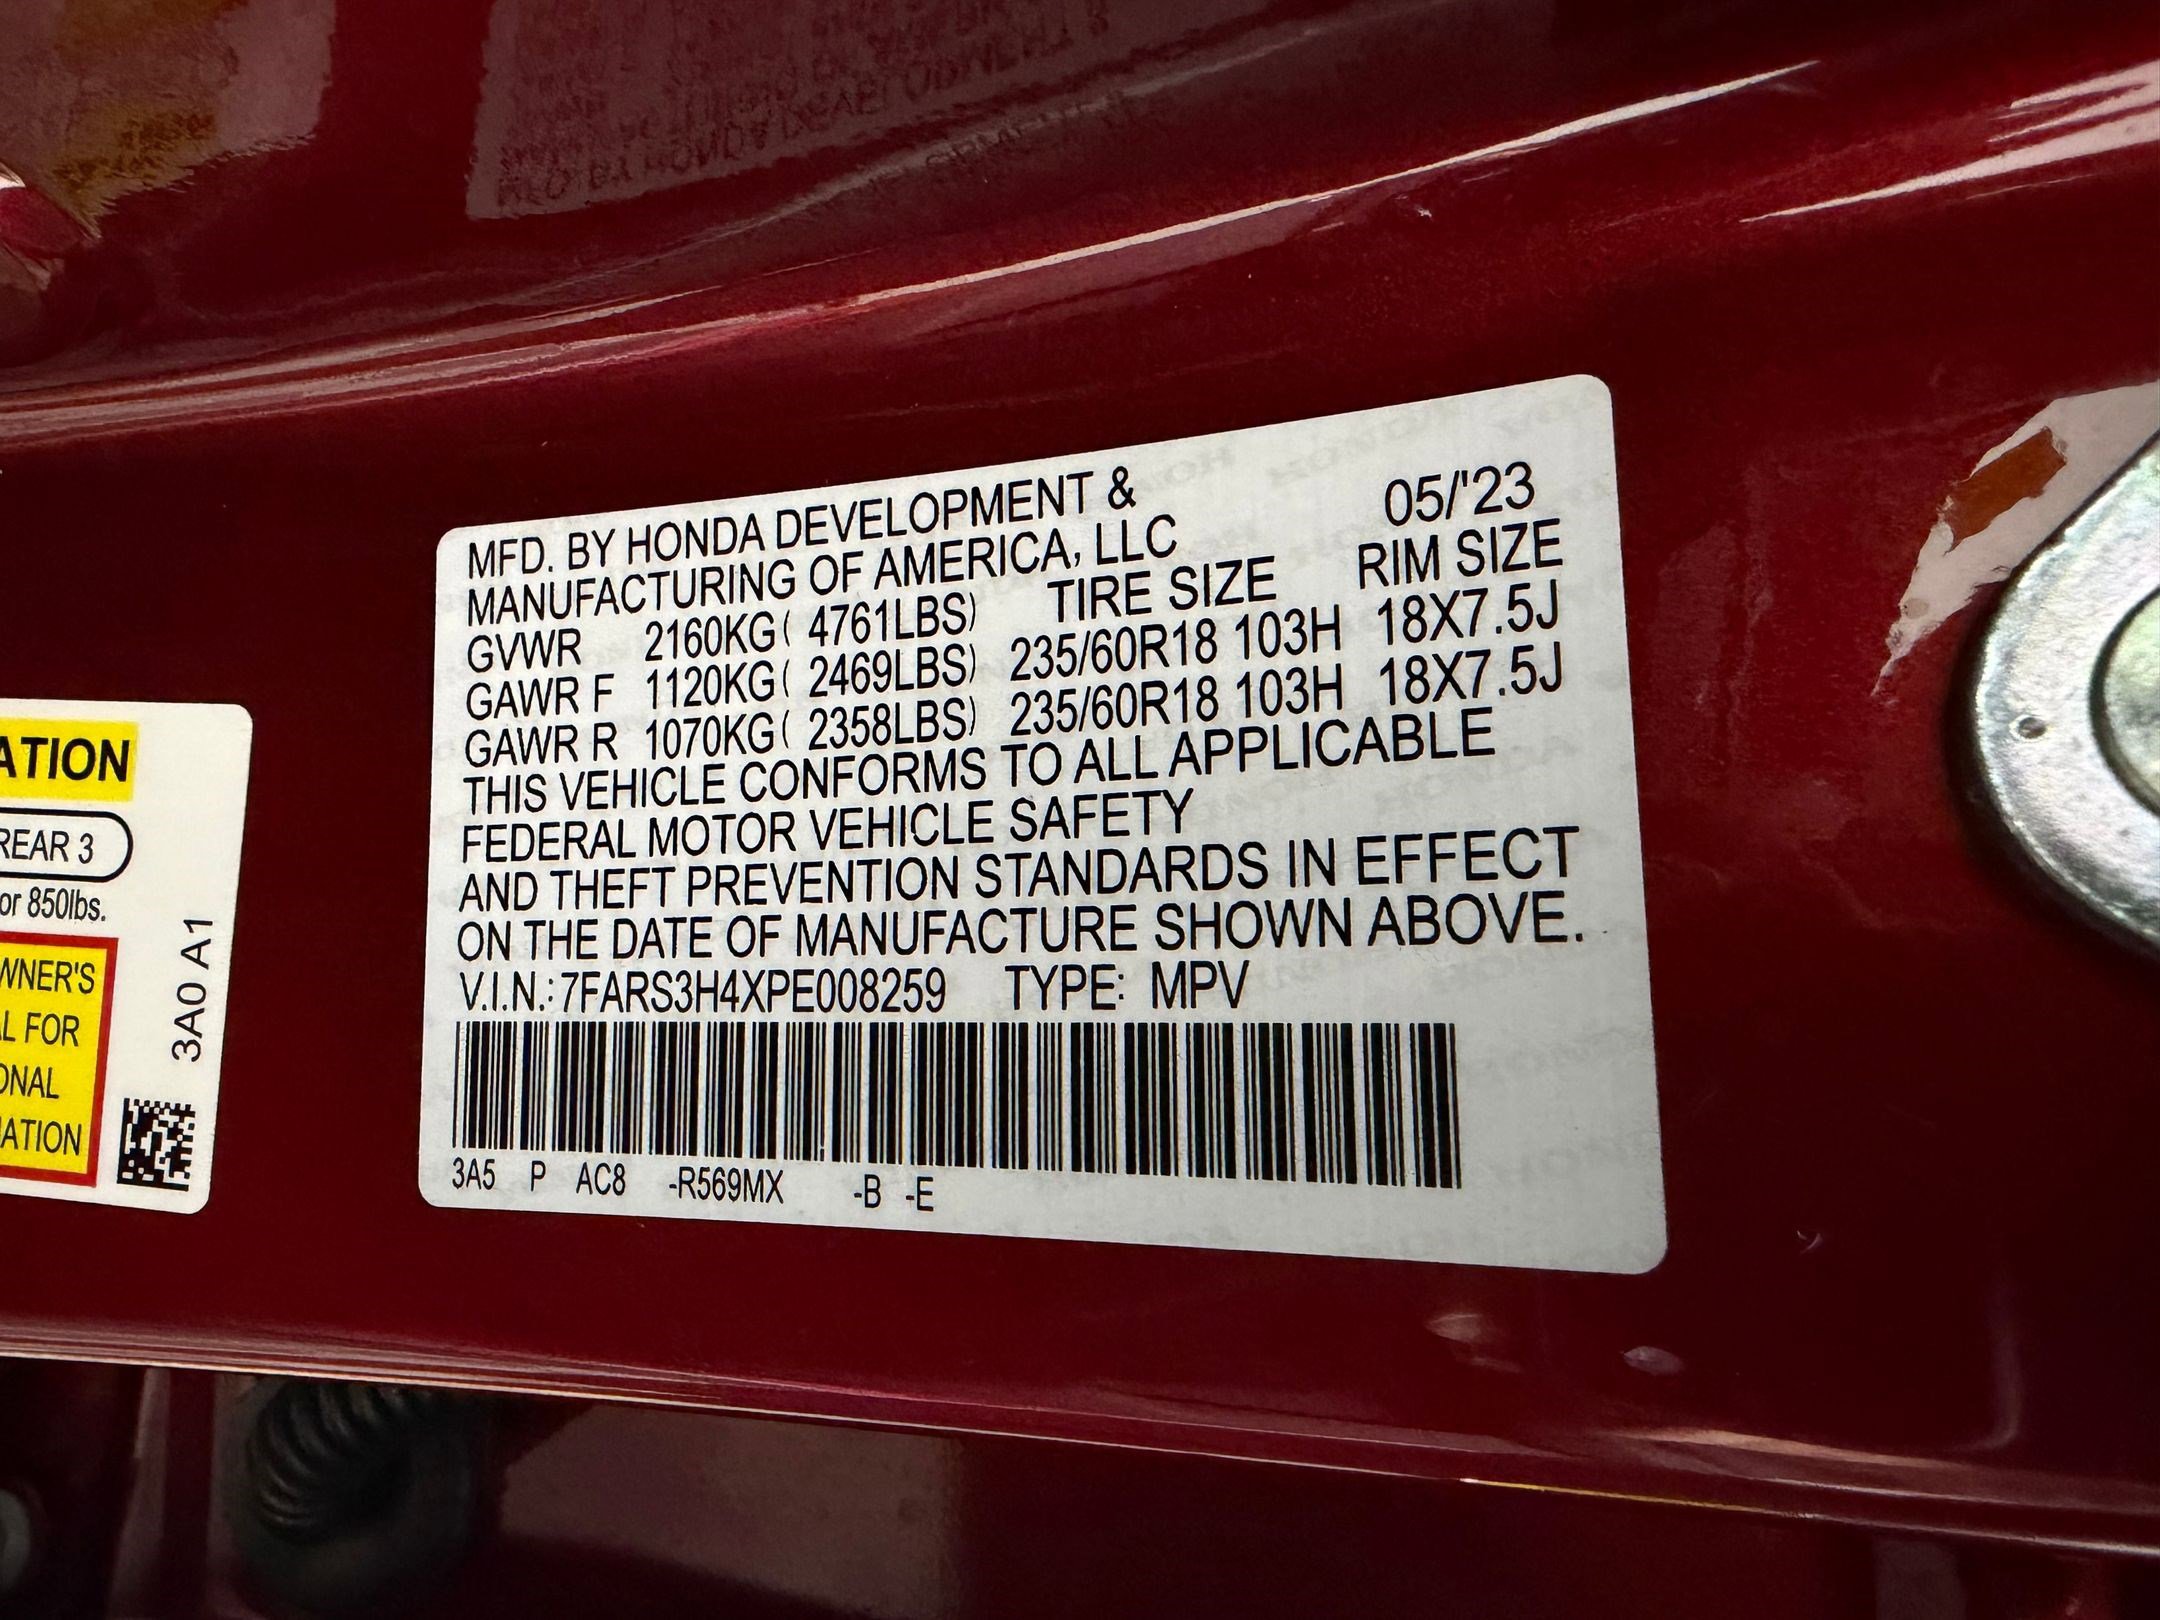 MFD. BY HONDA DEVELOPMENT & 05/'23
MANUFACTURING OF AMERICA, LLC
TIRE SIZE RIM SIZE
GVWR 2160KG( 4761LBS)
GAWR F 1120KG( 2469LBS) 235/60R18 103H 18X7.5J
GAWR R 1070KG( 2358LBS) 235/60R18 103H 18X7.5J
THIS VEHICLE CONFORMS TO ALL APPLICABLE
FEDERAL MOTOR VEHICLE SAFETY
AND THEFT PREVENTION STANDARDS IN EFFECT
ON THE DATE OF MANUFACTURE SHOWN ABOVE.
V.I.N.: 7FARS3H4XPE008259 TYPE: MPV
3A5 P AC8 -R569MX -B -E
ATION
REAR 3
or 850lbs.
WNER'S
L FOR
ONAL
ATION
3A0 A1